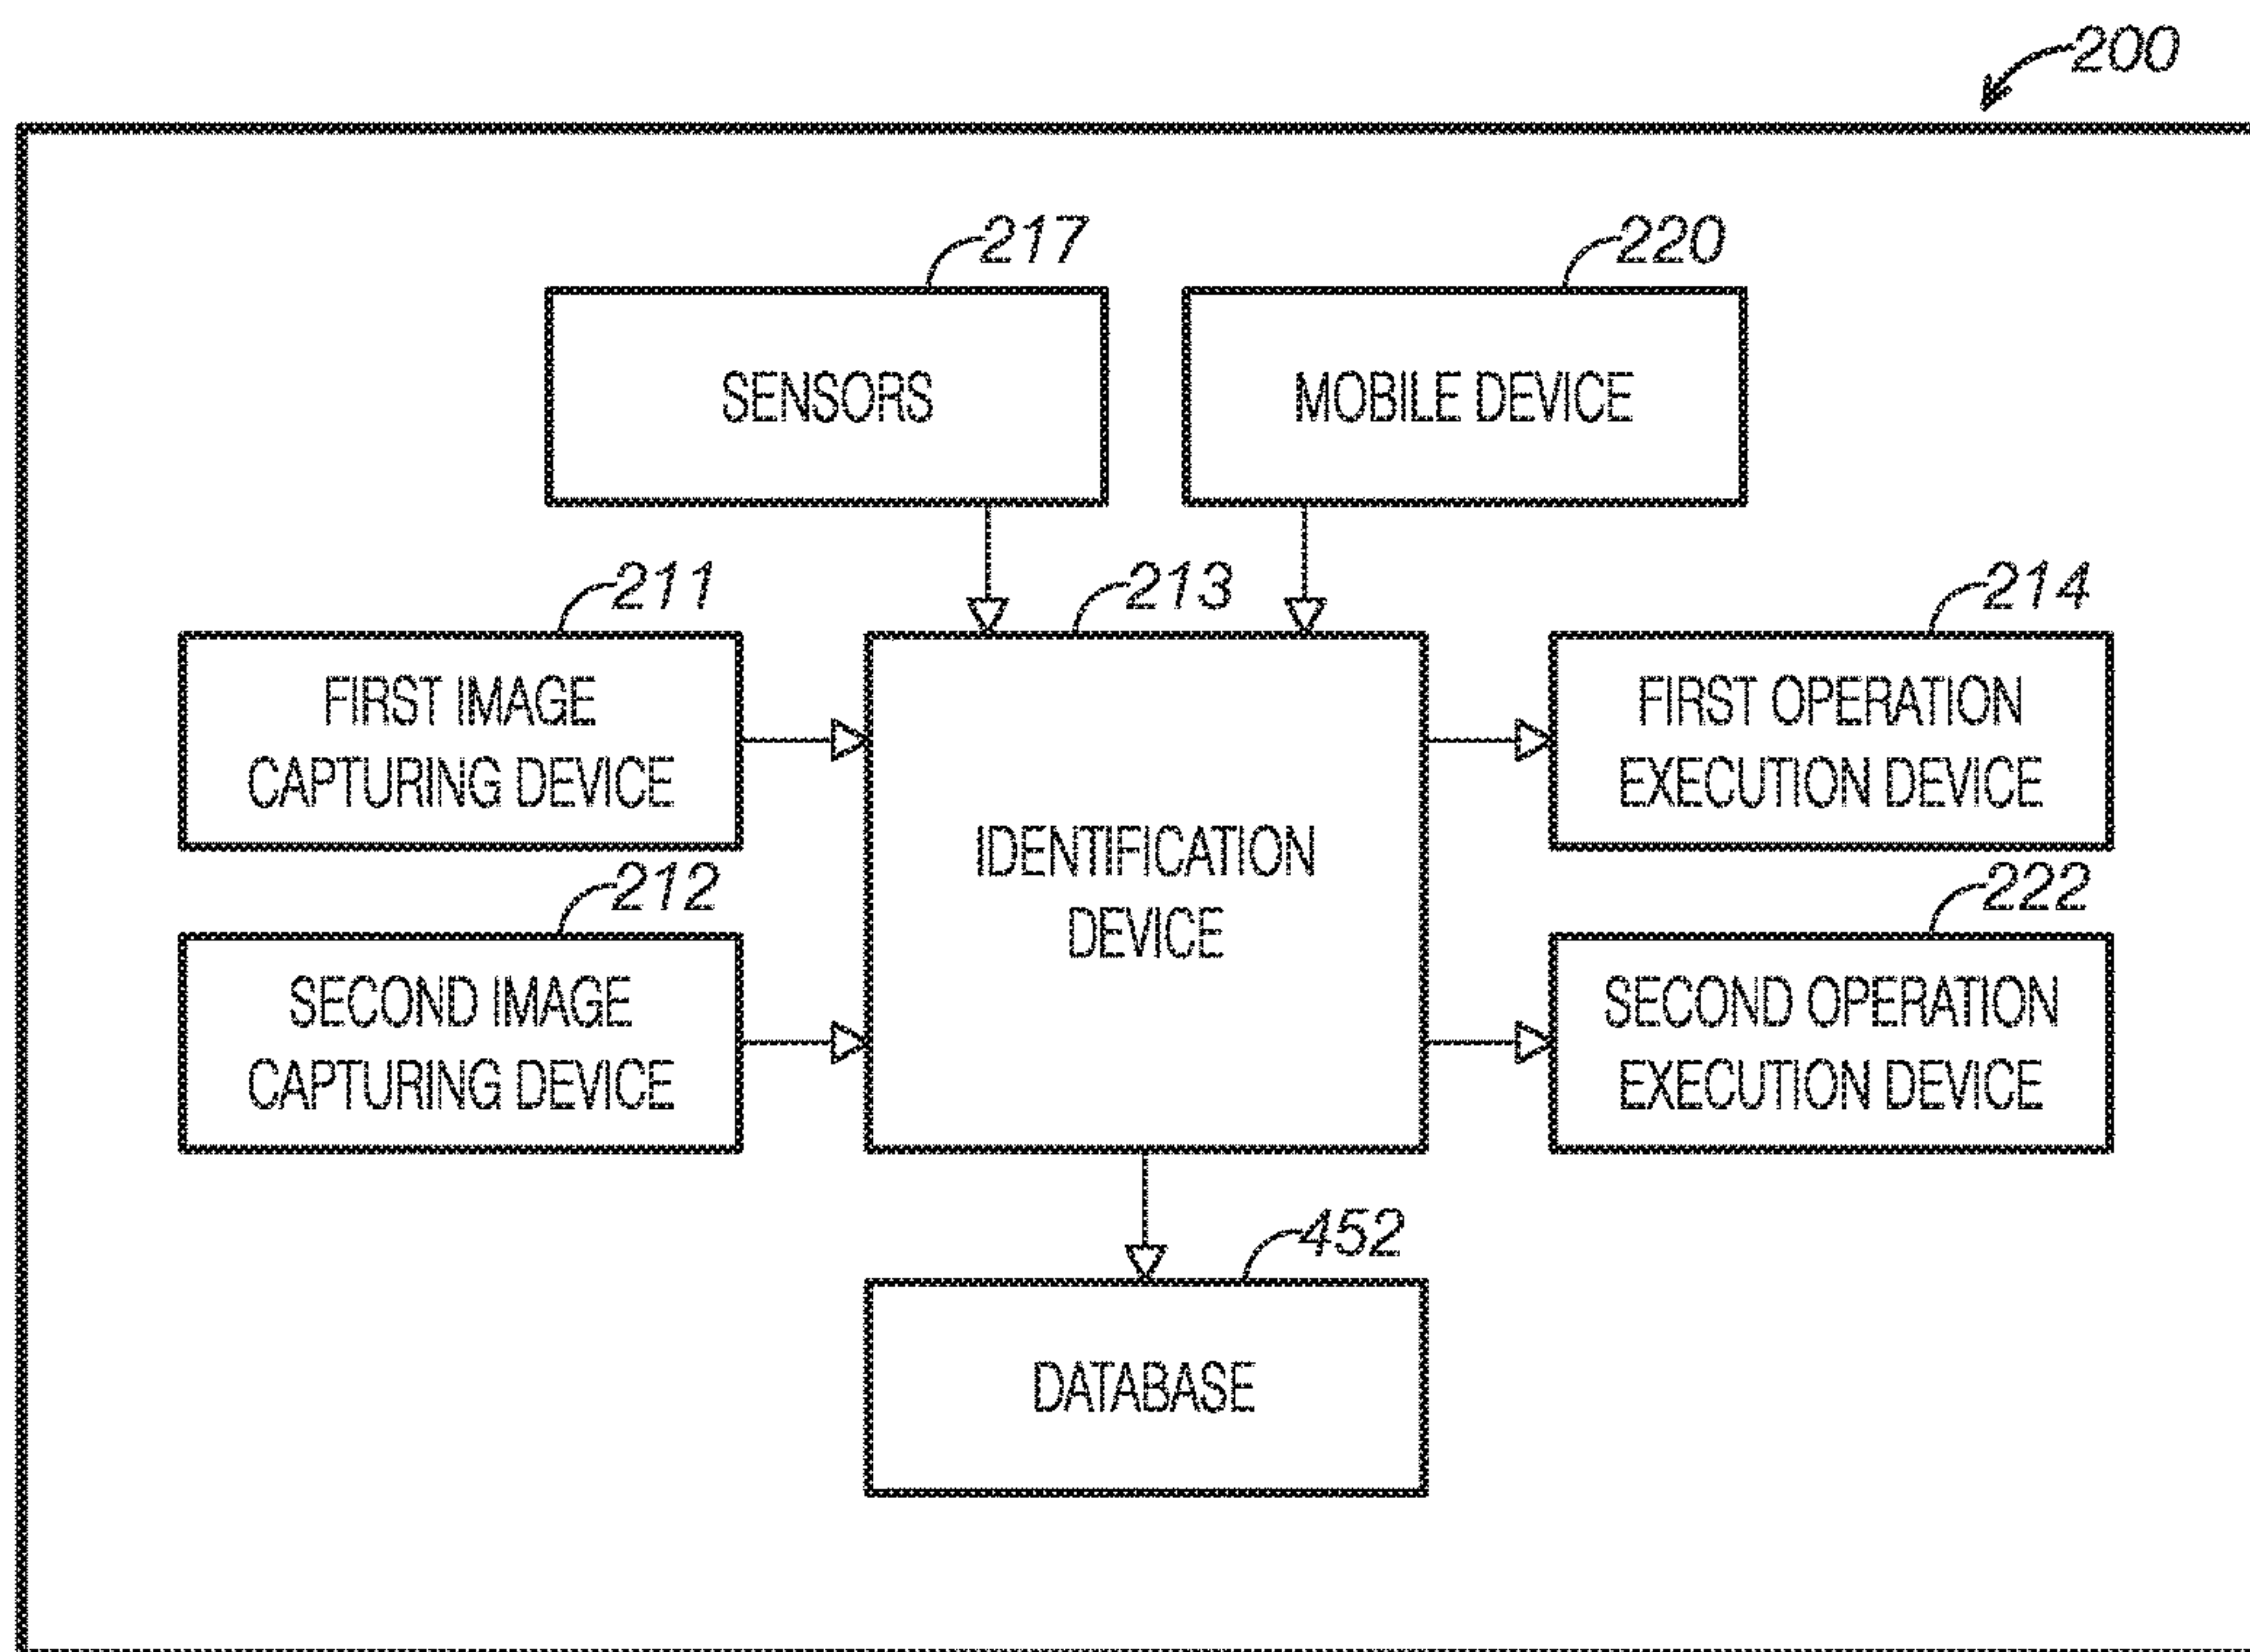 200
217
220
SENSORS
MOBILE DEVICE
211
213
214
FIRST IMAGE
CAPTURING DEVICE
IDENTIFICATION
DEVICE
FIRST OPERATION
EXECUTION DEVICE
212
222
SECOND IMAGE
CAPTURING DEVICE
SECOND OPERATION
EXECUTION DEVICE
452
DATABASE